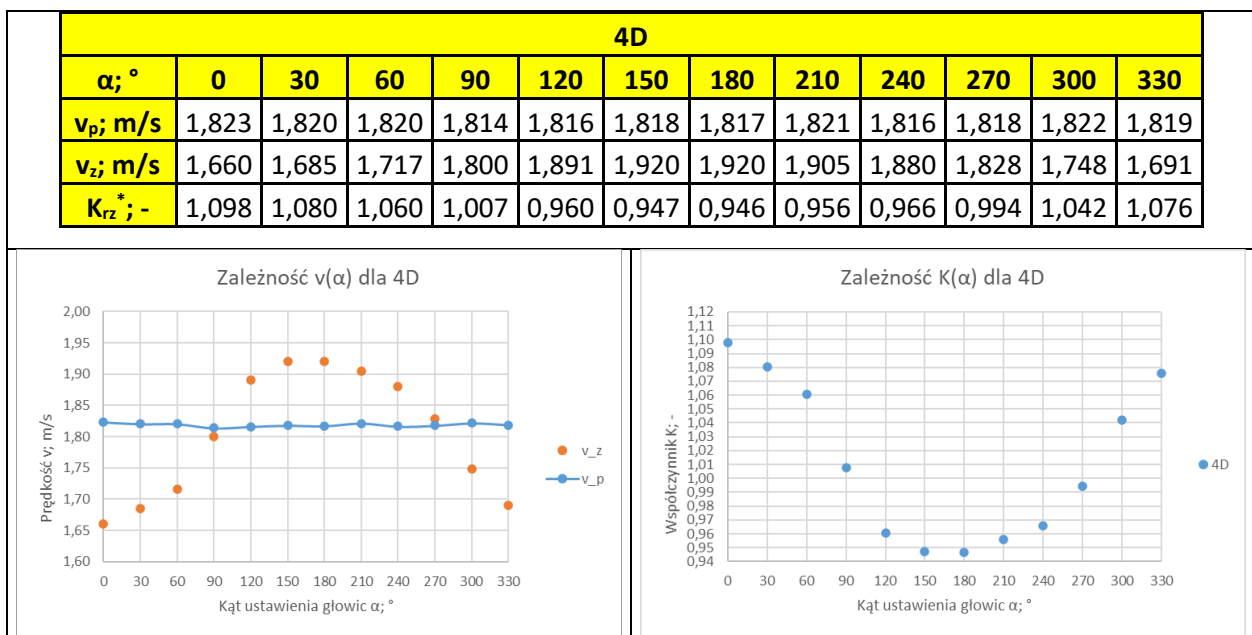 4D
α; ° 0 30 60 90 120 150 180 210 240 270 300 330
vp; m/s 1,823 1,820 1,820 1,814 1,816 1,818 1,817 1,821 1,816 1,818 1,822 1,819
vz; m/s 1,660 1,685 1,717 1,800 1,891 1,920 1,920 1,905 1,880 1,828 1,748 1,691
Krz*; - 1,098 1,080 1,060 1,007 0,960 0,947 0,946 0,956 0,966 0,994 1,042 1,076
Zależność v(α) dla 4D
Prędkość v; m/s
2,00
1,95
1,90
1,85
1,80
1,75
1,70
1,65
1,60
0 30 60 90 120 150 180 210 240 270 300 330
Kąt ustawienia głowic α; °
v_z
v_p
Zależność K(α) dla 4D
Współczynnik K; -
1,12
1,11
1,10
1,09
1,08
1,07
1,06
1,05
1,04
1,03
1,02
1,01
1,00
0,99
0,98
0,97
0,96
0,95
0,94
0 30 60 90 120 150 180 210 240 270 300 330
Kąt ustawienia głowic α; °
4D